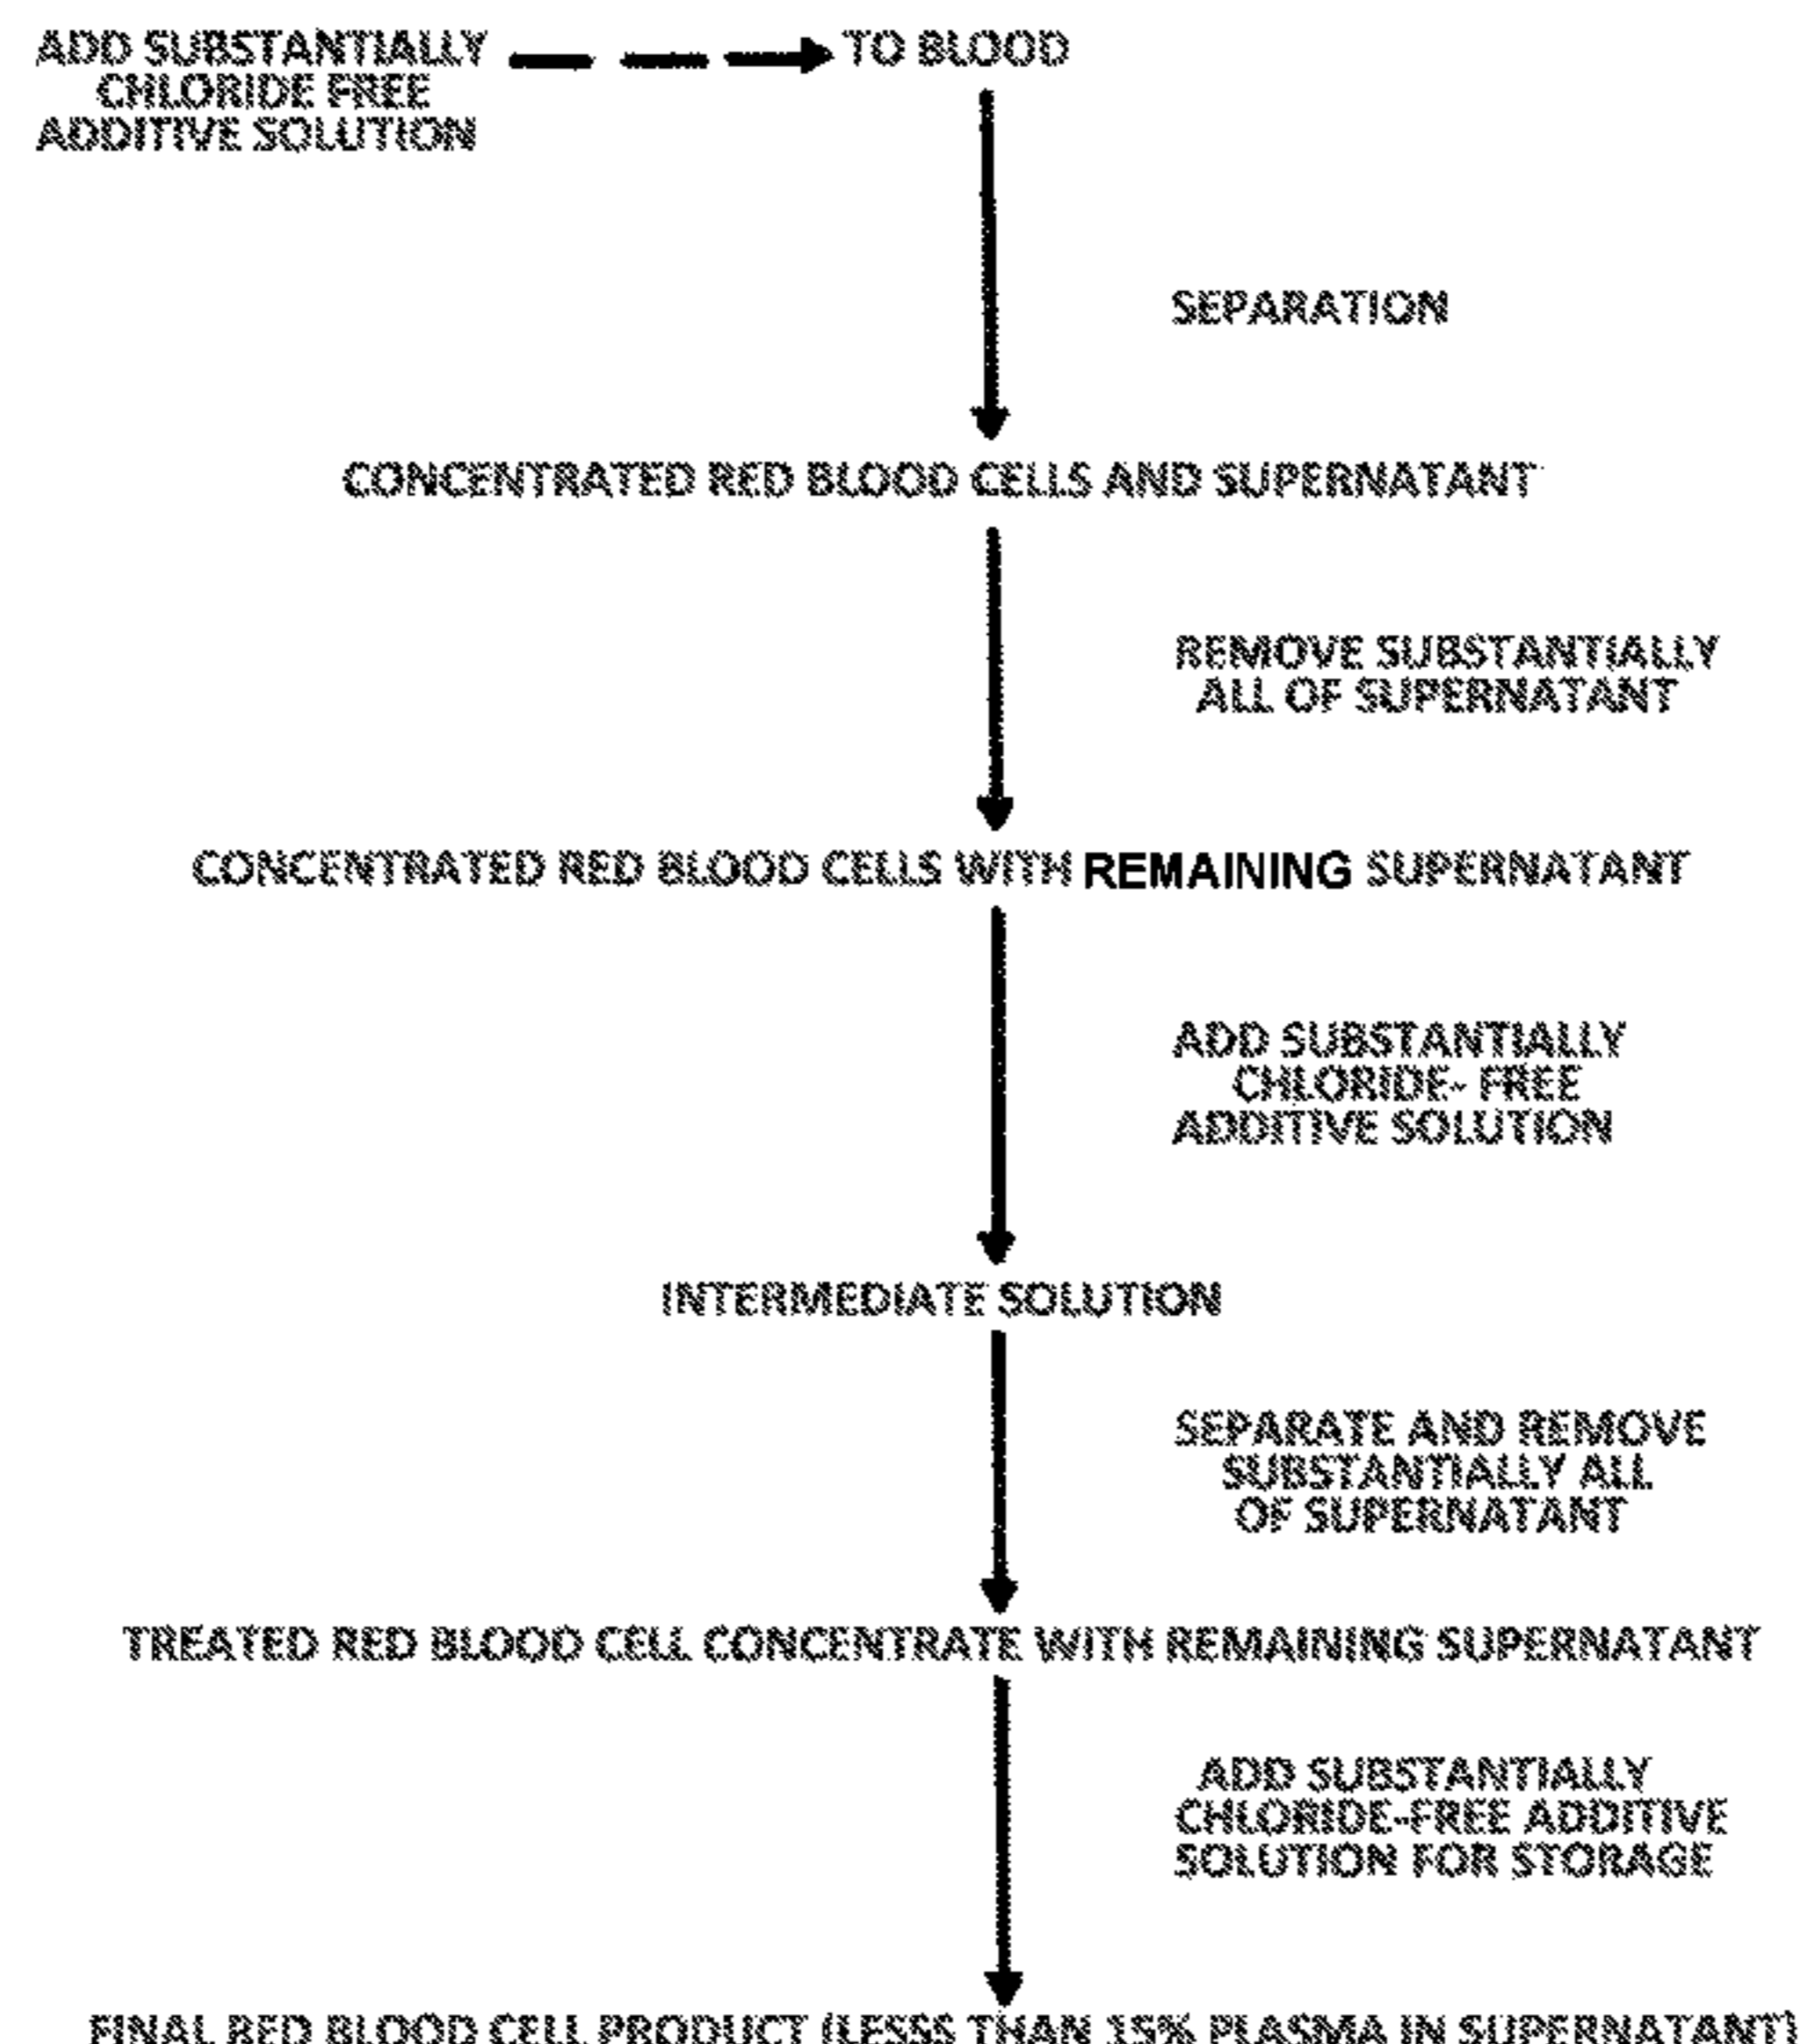 ADD SUBSTANTIALLY
CHLORIDE FREE
ADDITIVE SOLUTION
TO BLOOD
SEPARATION
CONCENTRATED RED BLOOD CELLS AND SUPERNATANT
REMOVE SUBSTANTIALLY
ALL OF SUPERNATANT
CONCENTRATED RED BLOOD CELLS WITH REMAINING SUPERNATANT
ADD SUBSTANTIALLY
CHLORIDE- FREE
ADDITIVE SOLUTION
INTERMEDIATE SOLUTION
SEPARATE AND REMOVE
SUBSTANTIALLY ALL
OF SUPERNATANT
TREATED RED BLOOD CELL CONCENTRATE WITH REMAINING SUPERNATANT
ADD SUBSTANTIALLY
CHLORIDE-FREE ADDITIVE
SOLUTION FOR STORAGE
FINAL RED BLOOD CELL PRODUCT (LESSS THAN 15% PLASMA IN SUPERNATANT)